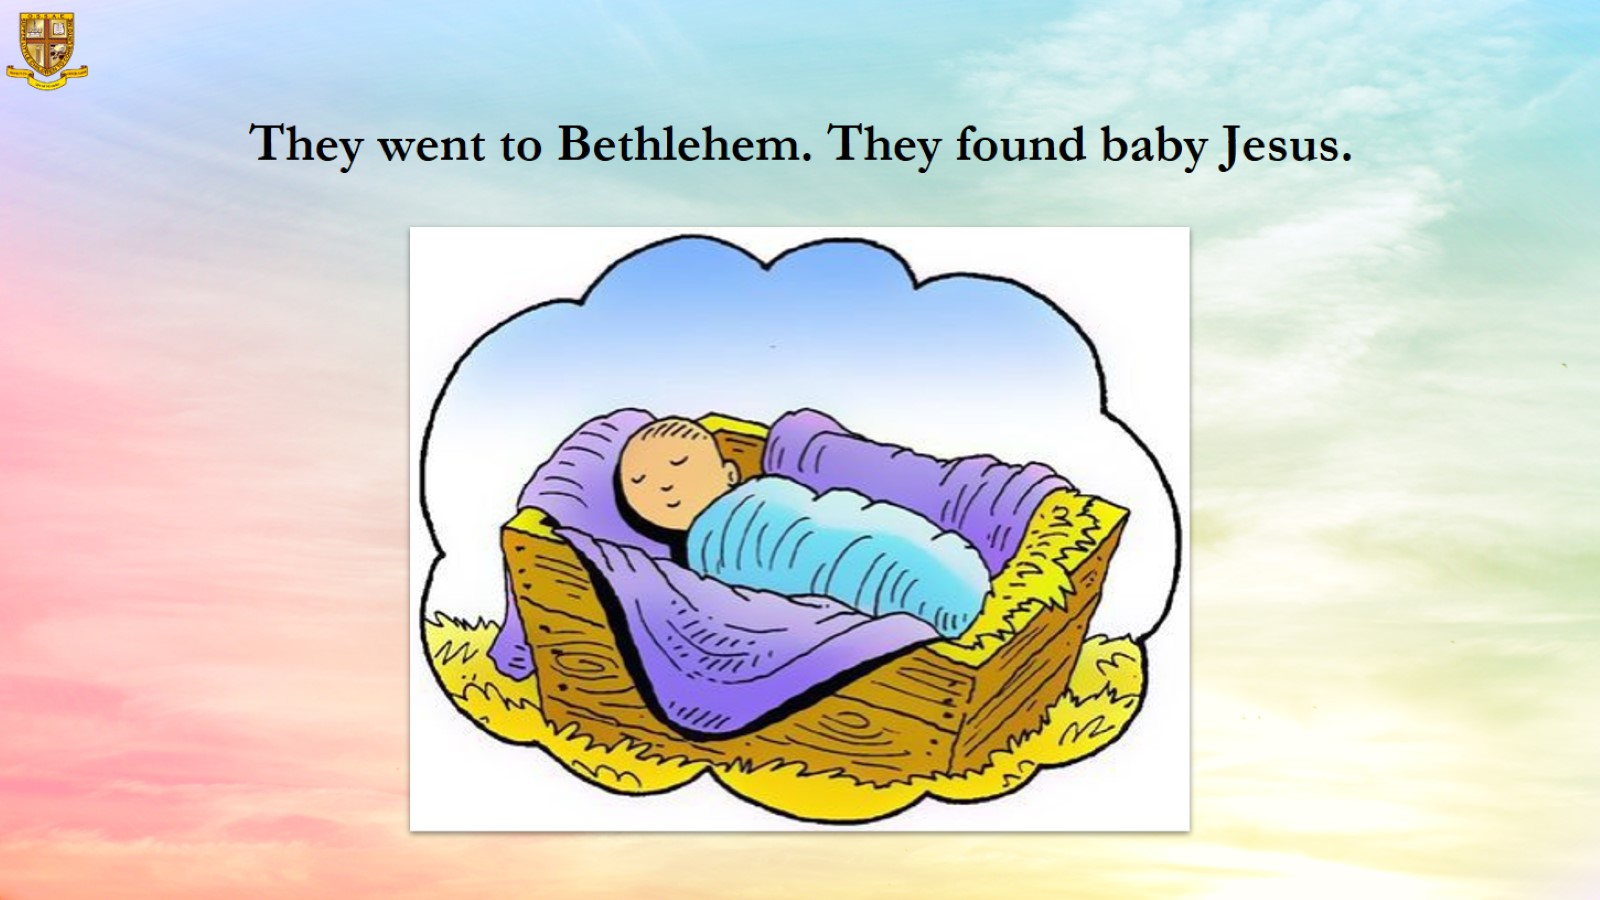 They went to Bethlehem. They found baby Jesus.